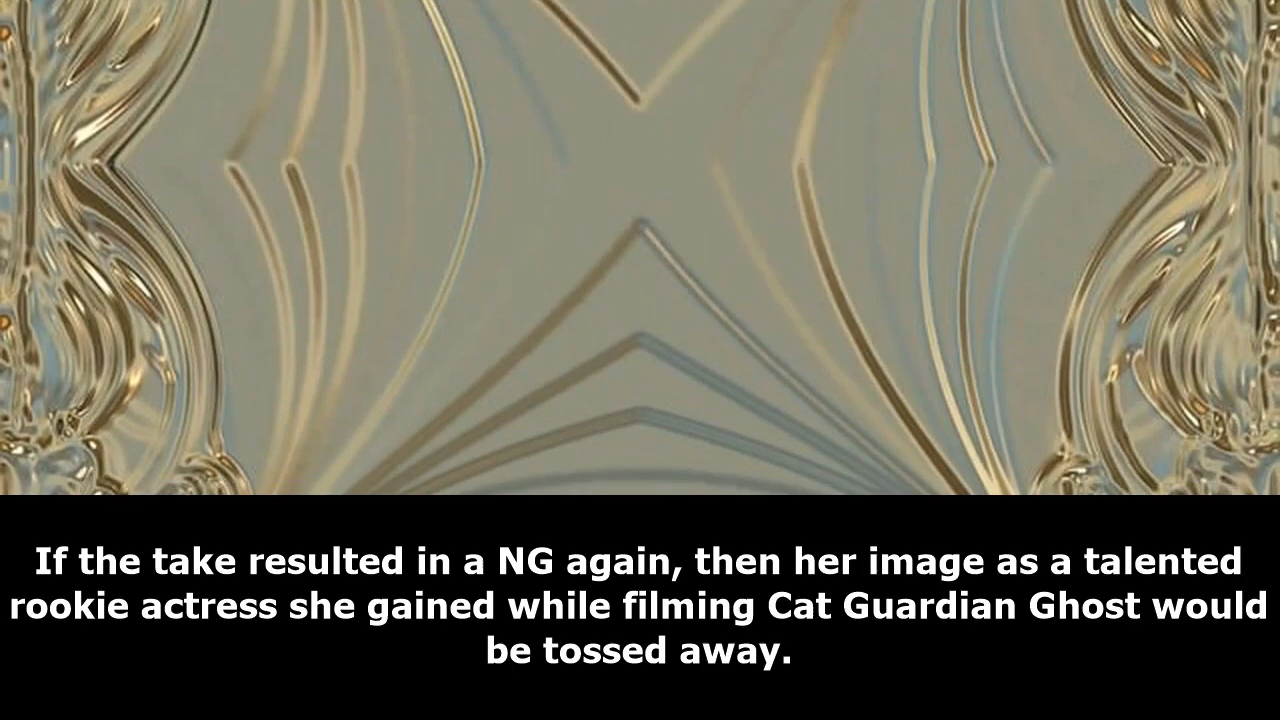 If the take resulted in a NG again, then her image as a talented
rookie actress she gained while filming Cat Guardian Ghost would
be tossed away.